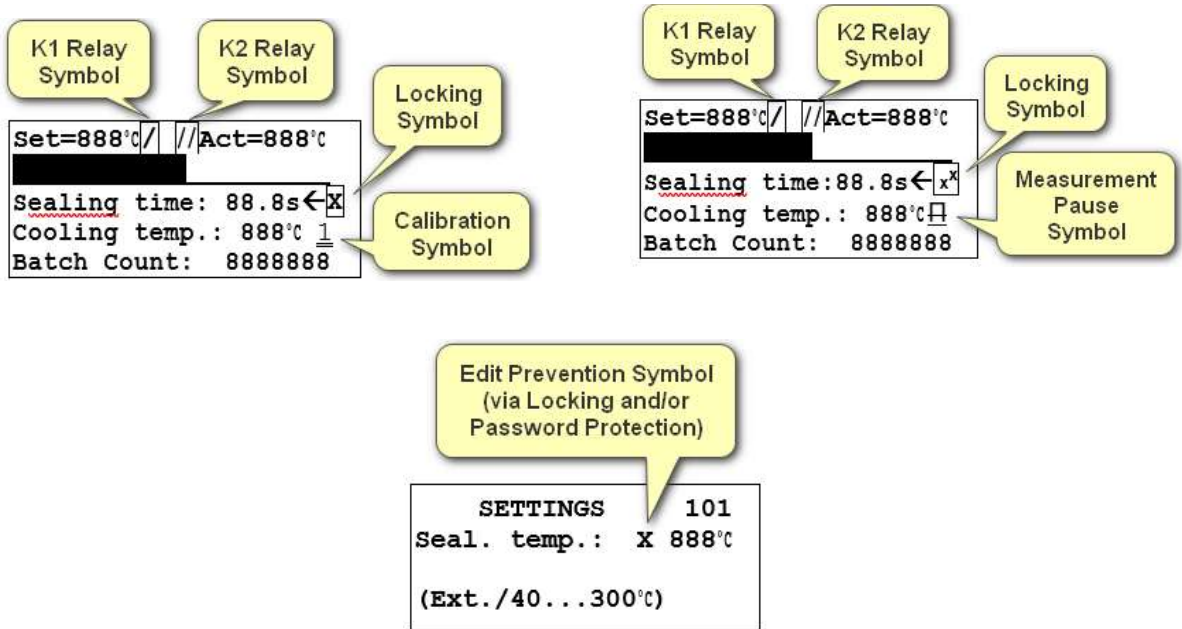 K1 Relay
Symbol
K2 Relay
Symbol
Locking
Symbol
Set=888°C/ //Act=888°C
Sealing time: 88.8s←X
Cooling temp.: 888°C 1
Batch Count: 8888888
Calibration
Symbol
K1 Relay
Symbol
K2 Relay
Symbol
Locking
Symbol
Set=888°C/ //Act=888°C
Sealing time:88.8s←xX
Cooling temp.: 888°C
Batch Count: 8888888
Measurement
Pause
Symbol
Edit Prevention Symbol
(via Locking and/or
Password Protection)
SETTINGS 101
Seal. temp.: X 888°C
(Ext./40...300°C)